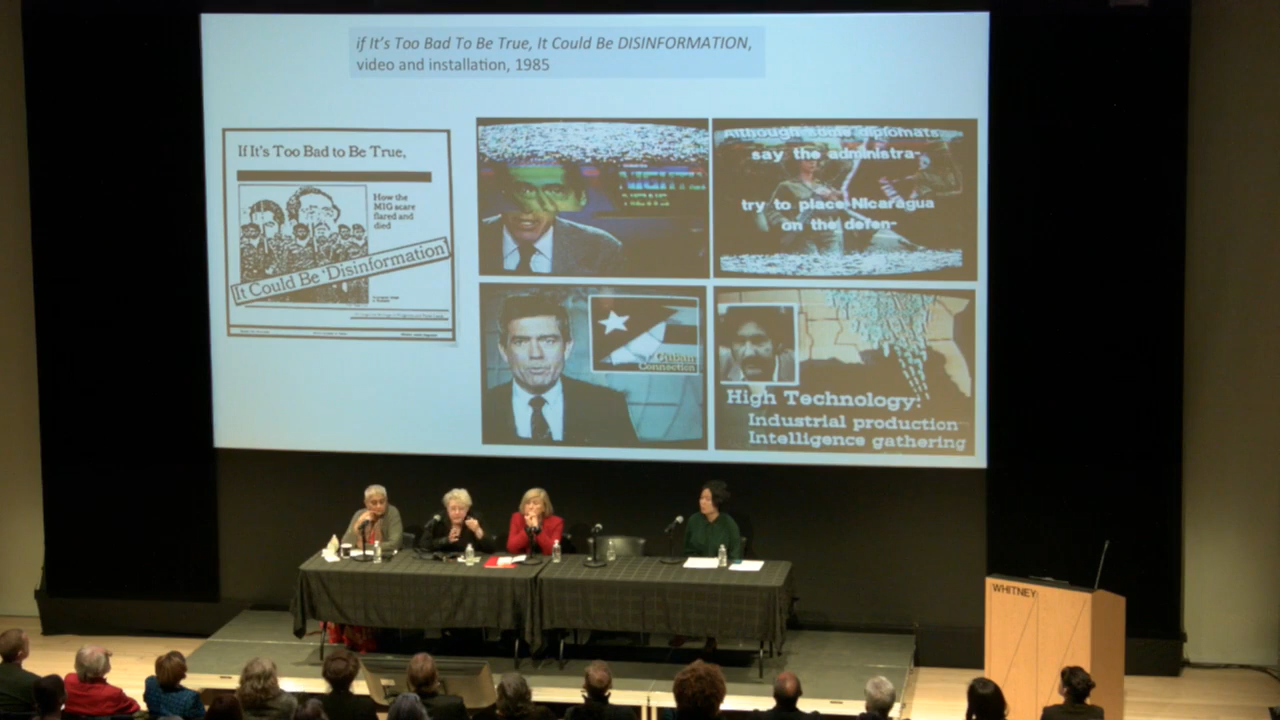 if It's Too Bad To Be True, It Could Be DISINFORMATION,
video and installation, 1985
If It's Too Bad to Be True,
How the
MIG scare
flared and
died
It Could Be 'Disinformation'
NIGHT
Although some diplomats
say the administra-
try to place Nicaragua
on the defen-
Cuban
Connection
High Technology:
Industrial production
Intelligence gathering
WHITNEY